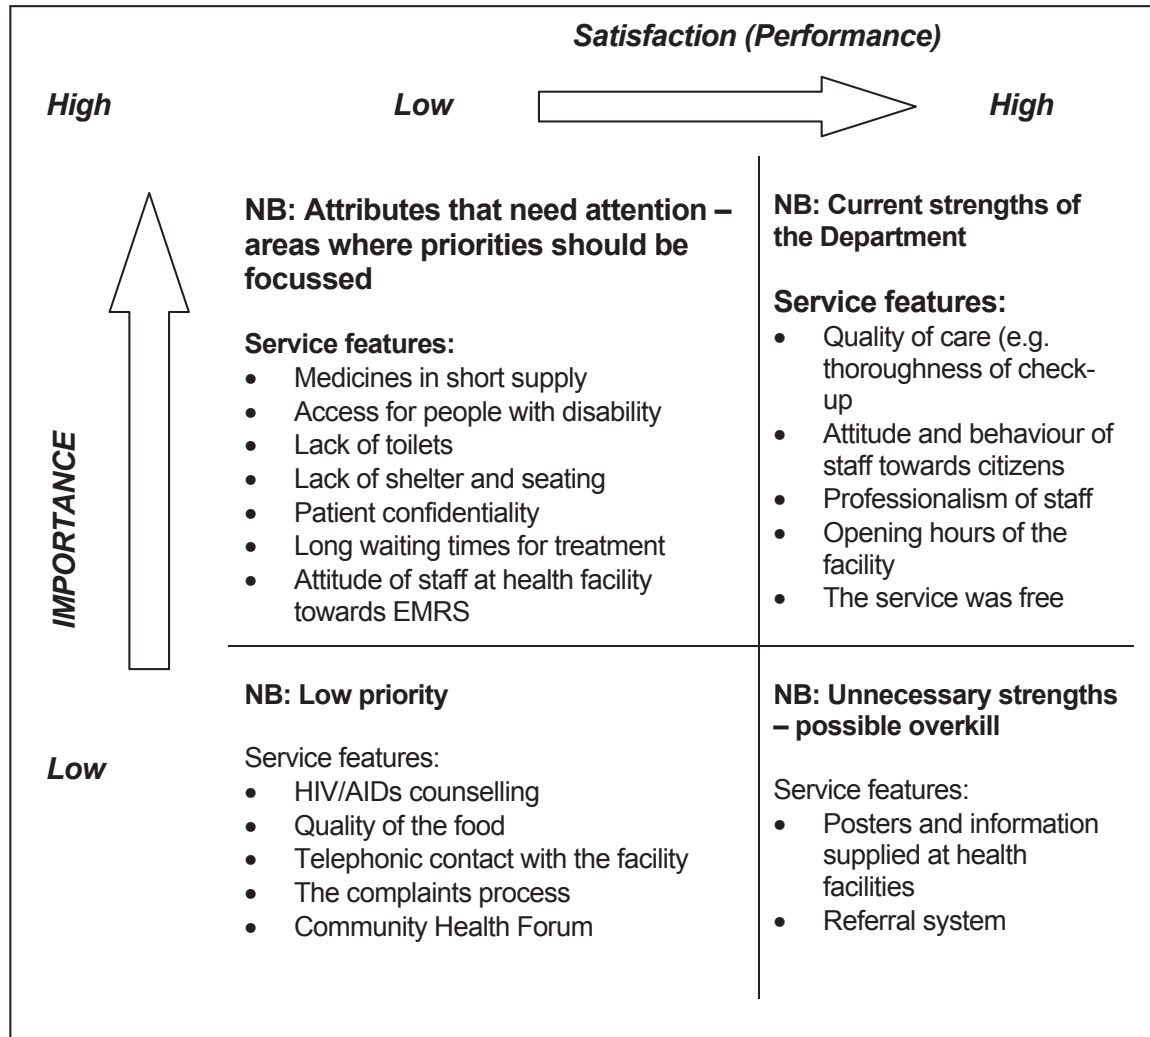 Satisfaction (Performance)
High
Low
High
IMPORTANCE
NB: Attributes that need attention –
areas where priorities should be
focussed
Service features:
• Medicines in short supply
• Access for people with disability
• Lack of toilets
• Lack of shelter and seating
• Patient confidentiality
• Long waiting times for treatment
• Attitude of staff at health facility
towards EMRS
NB: Current strengths of
the Department
Service features:
• Quality of care (e.g.
thoroughness of check-
up
• Attitude and behaviour of
staff towards citizens
• Professionalism of staff
• Opening hours of the
facility
• The service was free
Low
NB: Low priority
Service features:
• HIV/AIDs counselling
• Quality of the food
• Telephonic contact with the facility
• The complaints process
• Community Health Forum
NB: Unnecessary strengths
– possible overkill
Service features:
• Posters and information
supplied at health
facilities
• Referral system